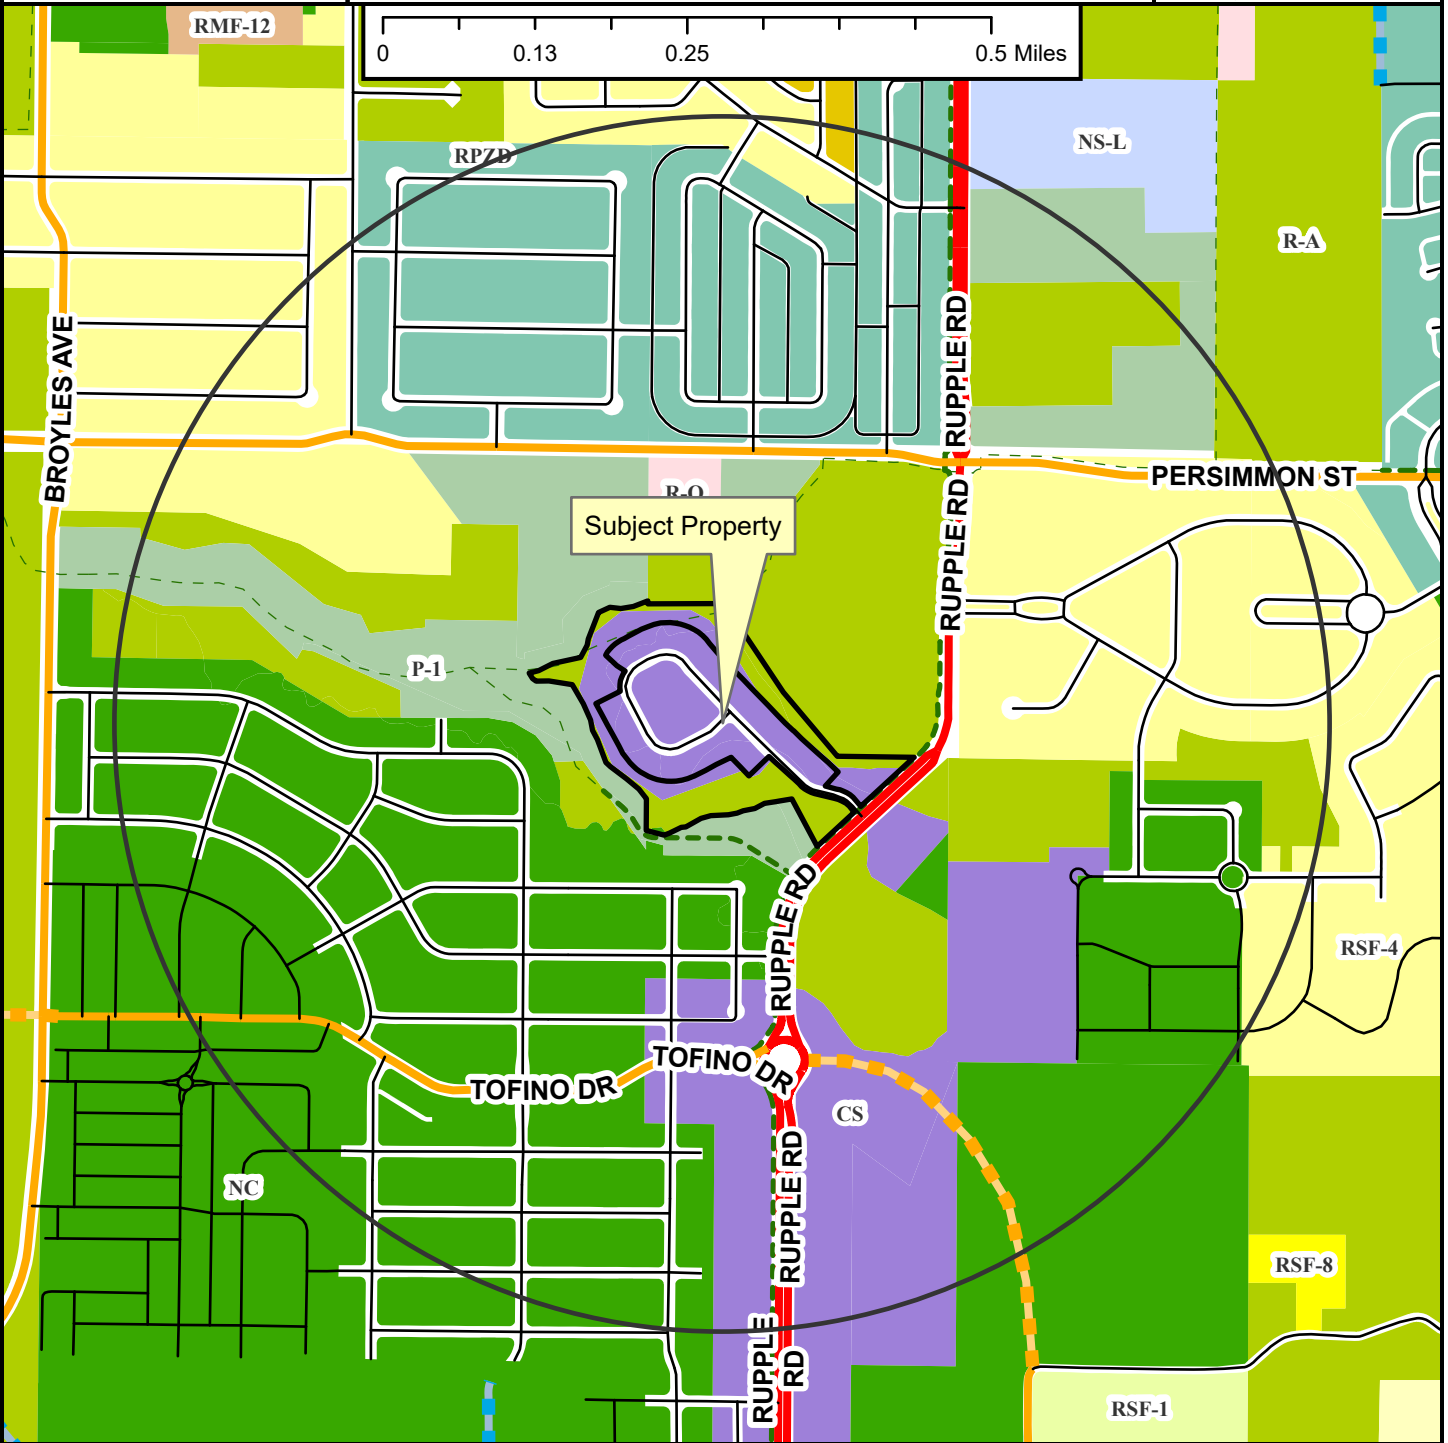 RMF-12
0 0.13 0.25 0.5 Miles
RPZD
NS-L
R-A
RUPPLE RD
BROYLES AVE
PERSIMMON ST
R-O
Subject Property
RUPPLE RD
P-1
RUPPLE RD
RSF-4
TOFINO DR
TOFINO DR
CS
NC
RUPPLE RD
RSF-8
RUPPLE
RD
RSF-1